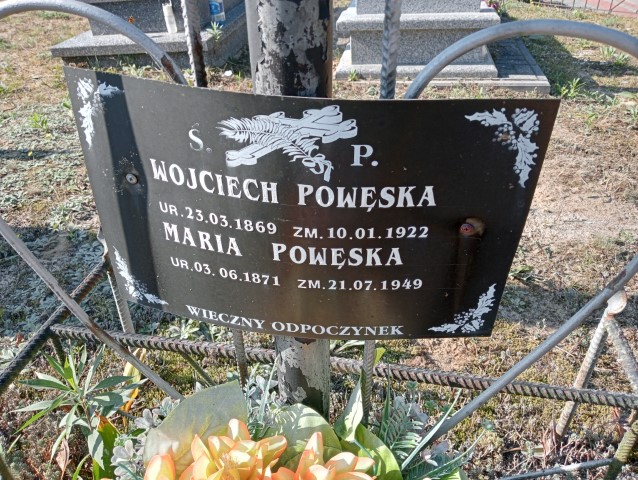 Ś. P.
WOJCIECH POWĘSKA
UR. 23.03.1869 ZM. 10.01.1922
MARIA POWĘSKA
UR. 03.06.1871 ZM. 21.07.1949
WIECZNY ODPOCZYNEK